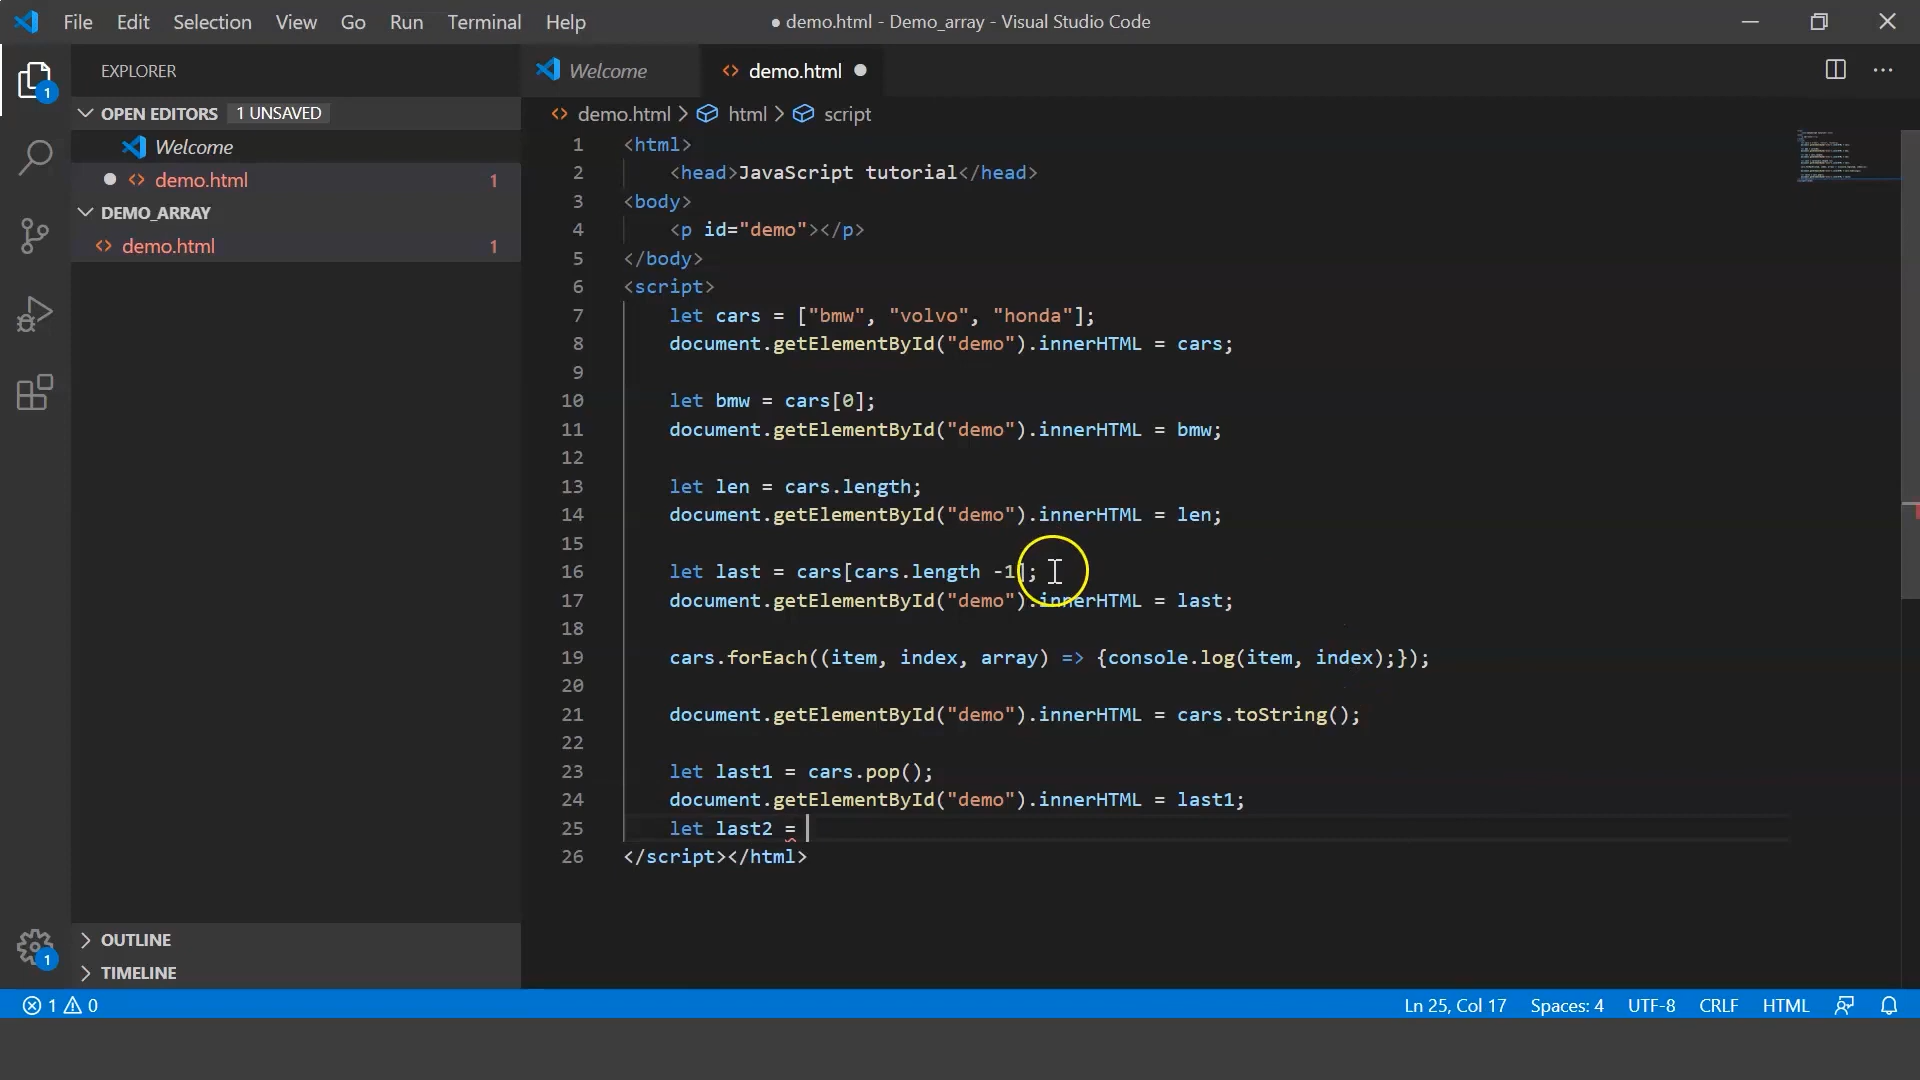 File Edit Selection View Go Run Terminal Help
● demo.html - Demo_array - Visual Studio Code
EXPLORER
OPEN EDITORS 1 UNSAVED
Welcome
demo.html 1
DEMO_ARRAY
demo.html 1
OUTLINE
TIMELINE
1
1
Welcome
demo.html
demo.html > html > script
1 <html>
2 <head>JavaScript tutorial</head>
3 <body>
4 <p id="demo"></p>
5 </body>
6 <script>
7 let cars = ["bmw", "volvo", "honda"];
8 document.getElementById("demo").innerHTML = cars;
9
10 let bmw = cars[0];
11 document.getElementById("demo").innerHTML = bmw;
12
13 let len = cars.length;
14 document.getElementById("demo").innerHTML = len;
15
16 let last = cars[cars.length -1];
17 document.getElementById("demo").innerHTML = last;
18
19 cars.forEach((item, index, array) => {console.log(item, index);});
20
21 document.getElementById("demo").innerHTML = cars.toString();
22
23 let last1 = cars.pop();
24 document.getElementById("demo").innerHTML = last1;
25 let last2 =
26 </script></html>
1 0
Ln 25, Col 17 Spaces: 4 UTF-8 CRLF HTML